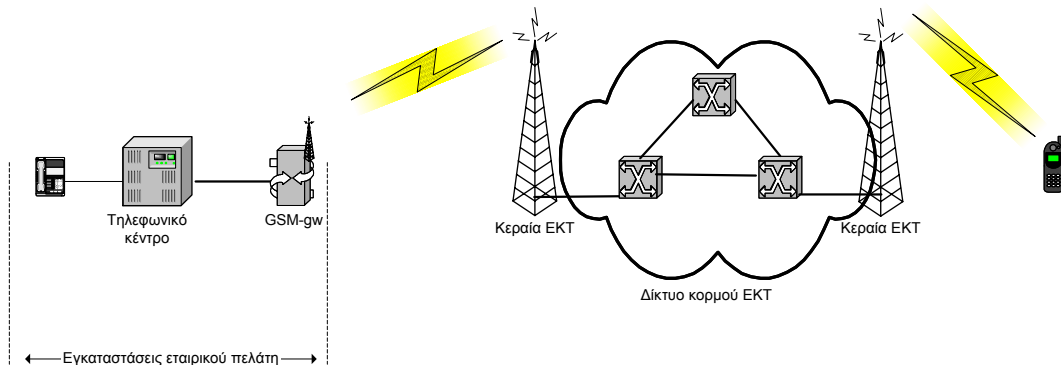 Τηλεφωνικό
κέντρο
GSM-gw
Κεραία ΕΚΤ
Κεραία ΕΚΤ
Δίκτυο κορμού ΕΚΤ
Εγκαταστάσεις εταιρικού πελάτη